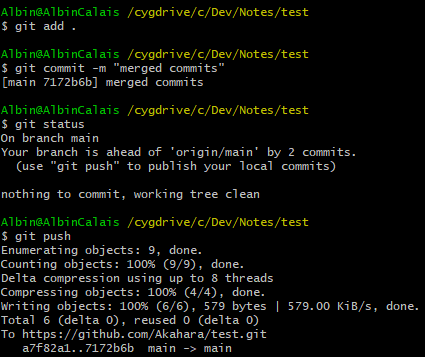 Albin@AlbinCalais /cygdrive/c/Dev/Notes/test
$ git add .

Albin@AlbinCalais /cygdrive/c/Dev/Notes/test
$ git commit -m "merged commits"
[main 7172b6b] merged commits

Albin@AlbinCalais /cygdrive/c/Dev/Notes/test
$ git status
On branch main
Your branch is ahead of 'origin/main' by 2 commits.
  (use "git push" to publish your local commits)

nothing to commit, working tree clean

Albin@AlbinCalais /cygdrive/c/Dev/Notes/test
$ git push
Enumerating objects: 9, done.
Counting objects: 100% (9/9), done.
Delta compression using up to 8 threads
Compressing objects: 100% (4/4), done.
Writing objects: 100% (6/6), 579 bytes | 579.00 KiB/s, done.
Total 6 (delta 0), reused 0 (delta 0)
To https://github.com/Akahara/test.git
   a7f82a1..7172b6b  main -> main